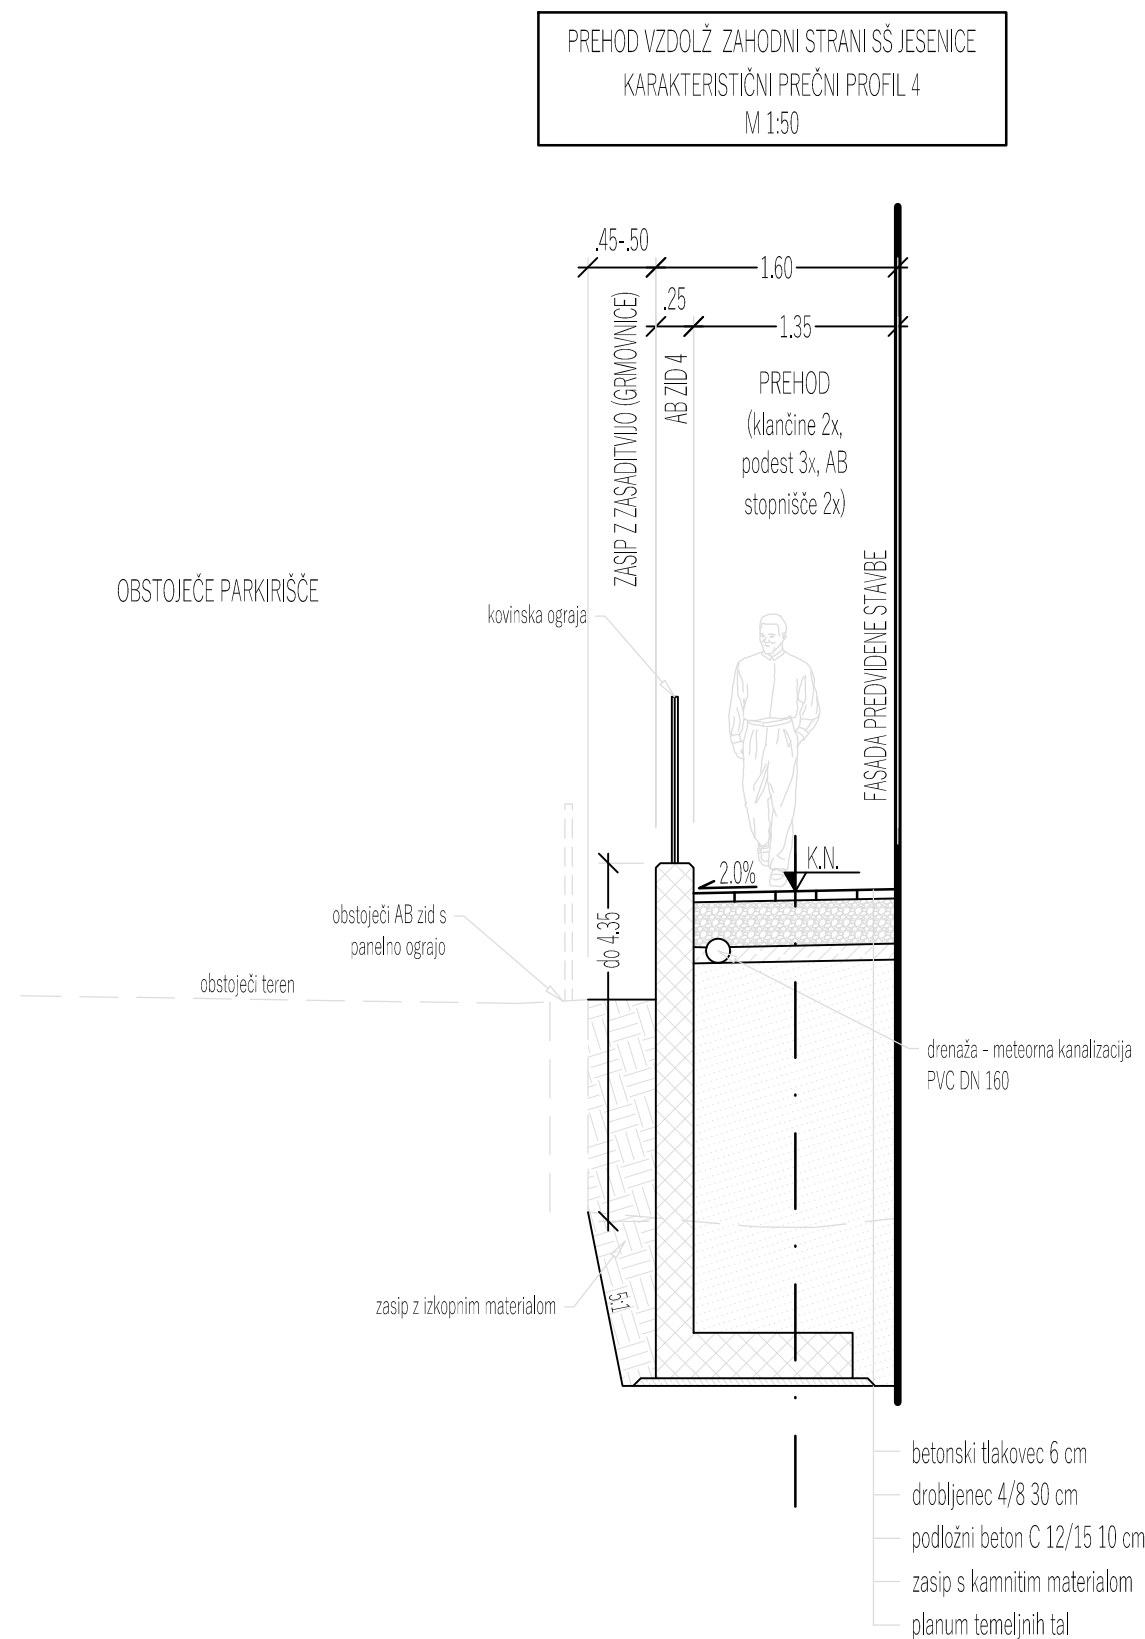 PREHOD VZDOLŽ ZAHODNI STRANI SŠ JESENICE
KARAKTERISTIČNI PREČNI PROFIL 4
M 1:50
.45-.50
1.60
.25
1.35
ZASIP Z ZASADITVIJO (GRMOVNICE)
AB ZID 4
PREHOD
(klančine 2x,
podest 3x, AB
stopnišče 2x)
FASADA PREDVIDENE STAVBE
OBSTOJEČE PARKIRIŠČE
kovinska ograja
2.0%
K.N.
do 4.35
obstoječi AB zid s
panelno ograjo
obstoječi teren
drenaža - meteorna kanalizacija
PVC DN 160
zasip z izkopnim materialom
5:1
betonski tlakovec 6 cm
drobljenec 4/8 30 cm
podložni beton C 12/15 10 cm
zasip s kamnitim materialom
planum temeljnih tal